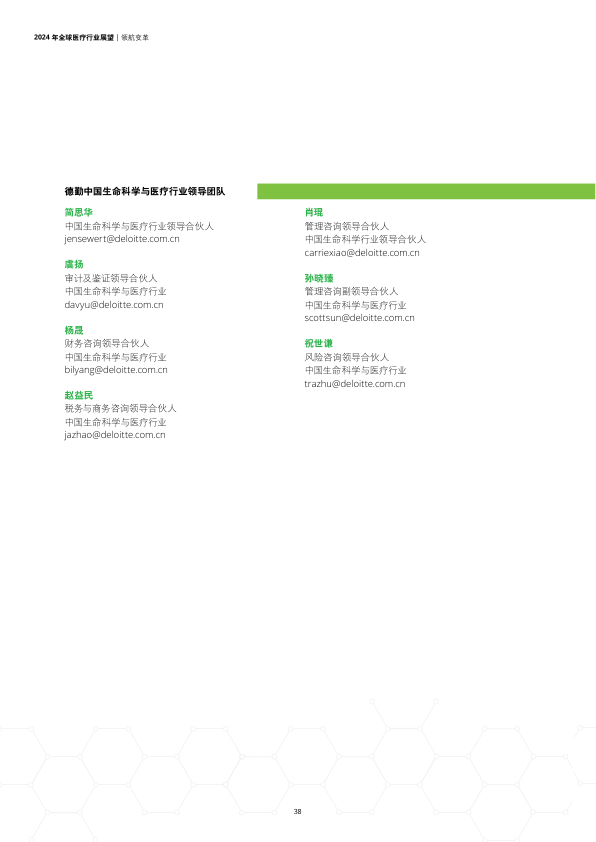 2024 年全球医疗行业展望 | 领航变革
德勤中国生命科学与医疗行业领导团队
简思华
中国生命科学与医疗行业领导合伙人
jensewert@deloitte.com.cn
虞扬
审计及鉴证领导合伙人
中国生命科学与医疗行业
davyu@deloitte.com.cn
杨晟
财务咨询领导合伙人
中国生命科学与医疗行业
bilyang@deloitte.com.cn
赵益民
税务与商务咨询领导合伙人
中国生命科学与医疗行业
jazhao@deloitte.com.cn
肖琨
管理咨询领导合伙人
中国生命科学行业领导合伙人
carriexiao@deloitte.com.cn
孙晓臻
管理咨询副领导合伙人
中国生命科学与医疗行业
scottsun@deloitte.com.cn
祝世谦
风险咨询领导合伙人
中国生命科学与医疗行业
trazhu@deloitte.com.cn
38